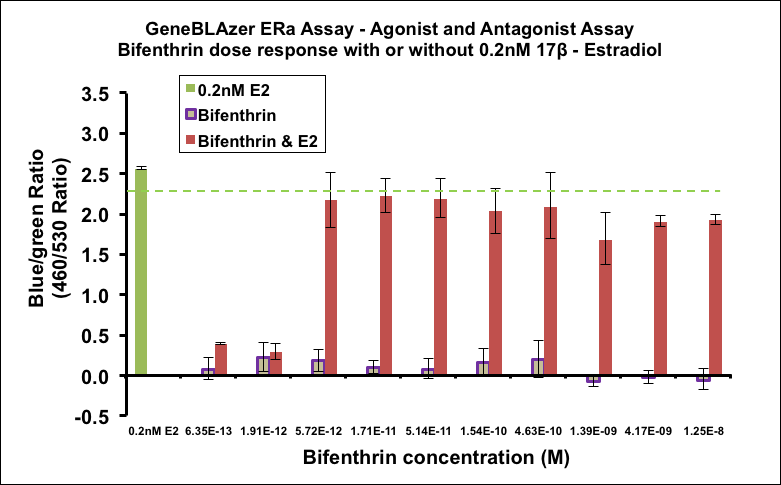 GeneBLAzer ERa Assay - Agonist and Antagonist Assay
Bifenthrin dose response with or without 0.2nM 17β - Estradiol
0.2nM E2
Bifenthrin
Bifenthrin & E2
3.5
3.0
2.5
2.0
1.5
1.0
0.5
0.0
-0.5
Blue/green Ratio
(460/530 Ratio)
0.2nM E2 6.35E-13 1.91E-12 5.72E-12 1.71E-11 5.14E-11 1.54E-10 4.63E-10 1.39E-09 4.17E-09 1.25E-8
Bifenthrin concentration (M)